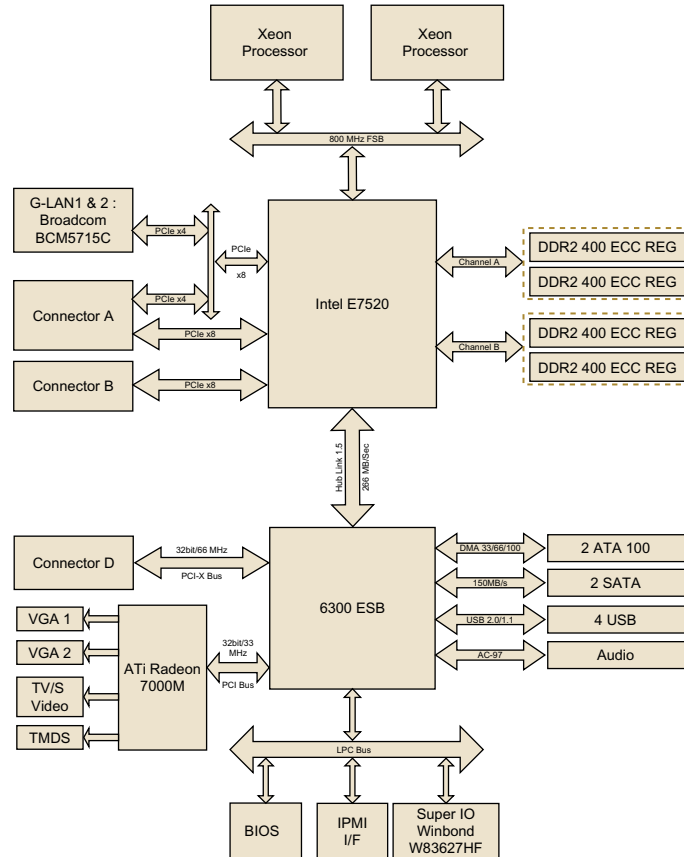 Xeon
Processor
Xeon
Processor
800 MHz FSB
G-LAN1 & 2 :
Broadcom
BCM5715C
PCIe x4
PCIe
x8
Connector A
PCIe x4
PCIe x8
Connector B
PCIe x8
Intel E7520
Channel A
DDR2 400 ECC REG
DDR2 400 ECC REG
Channel B
DDR2 400 ECC REG
DDR2 400 ECC REG
Hub Link 1.5
266 MB/Sec
Connector D
32bit/66 MHz
PCI-X Bus
6300 ESB
DMA 33/66/100
2 ATA 100
150MB/s
2 SATA
USB 2.0/1.1
4 USB
AC-97
Audio
VGA 1
VGA 2
TV/S
Video
TMDS
ATi Radeon
7000M
32bit/33
MHz
PCI Bus
LPC Bus
BIOS
IPMI
I/F
Super IO
Winbond
W83627HF